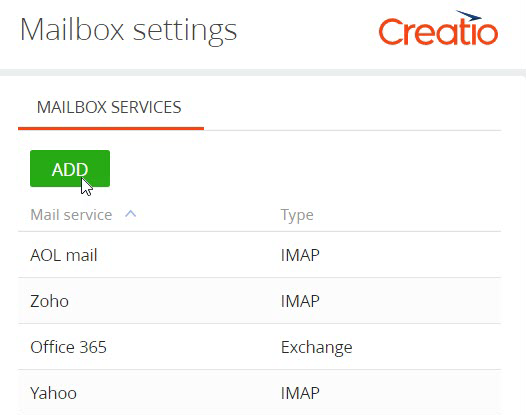 Mailbox settings
Creatio
MAILBOX SERVICES
ADD
Mail service Type
AOL mail IMAP
Zoho IMAP
Office 365 Exchange
Yahoo IMAP